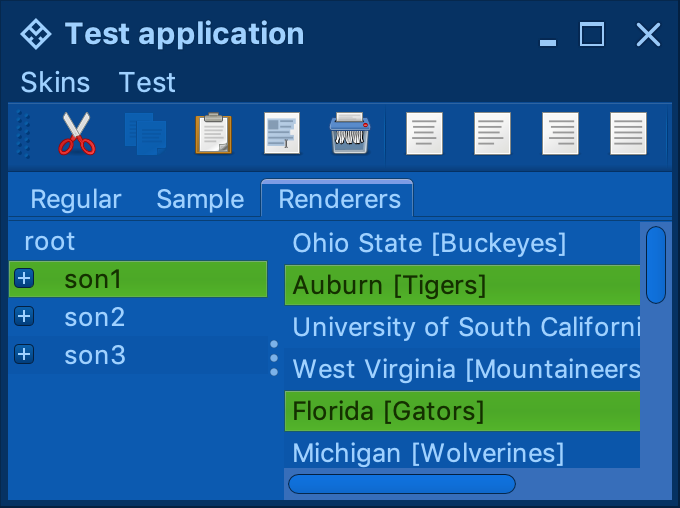 Test application
Skins Test
Regular Sample Renderers
root
son1
son2
son3
Ohio State [Buckeyes]
Auburn [Tigers]
University of South Californi
West Virginia [Mountaineers
Florida [Gators]
Michigan [Wolverines]